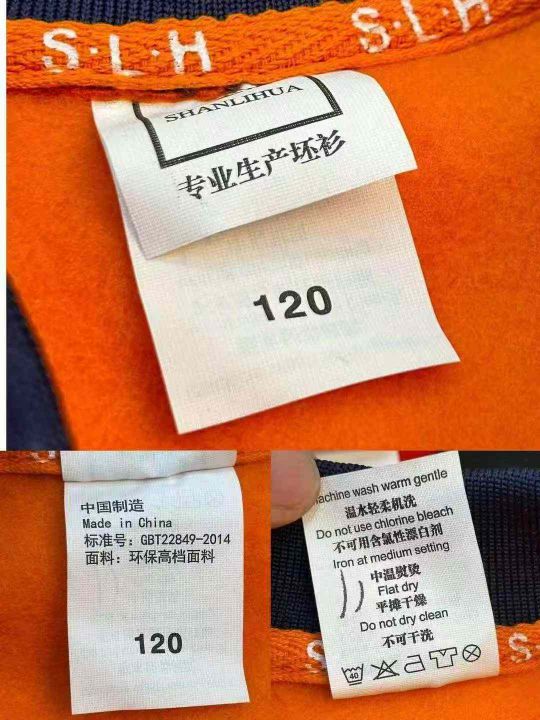 S·L·H
S·L·H
SHANLIHUA
专业生产坯衫
120
中国制造
Made in China
标准号: GBT22849-2014
面料: 环保高档面料
120
machine wash warm gentle
温水轻柔机洗
Do not use chlorine bleach
不可用含氯性漂白剂
Iron at medium setting
中温熨烫
Flat dry
平摊干燥
Do not dry clean
不可干洗
40
S·
S·L·H